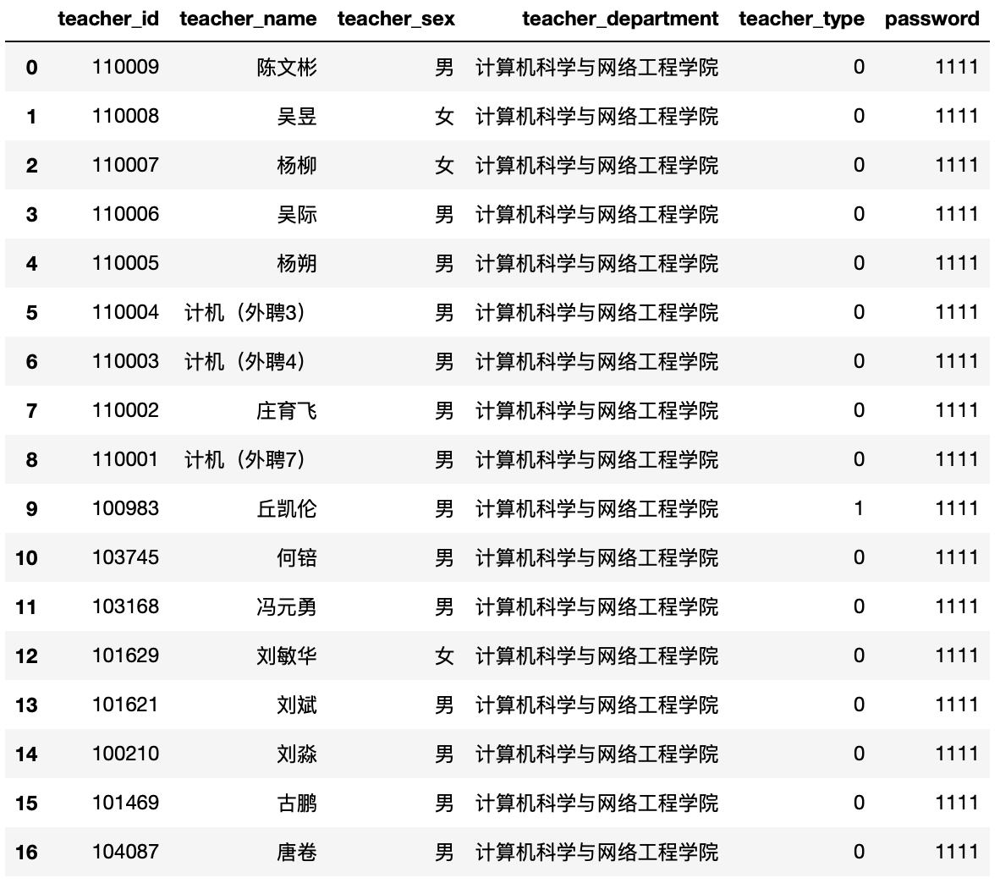 teacher_id teacher_name teacher_sex teacher_department teacher_type password
0 110009 陈文彬 男 计算机科学与网络工程学院 0 1111
1 110008 吴昱 女 计算机科学与网络工程学院 0 1111
2 110007 杨柳 女 计算机科学与网络工程学院 0 1111
3 110006 吴际 男 计算机科学与网络工程学院 0 1111
4 110005 杨朔 男 计算机科学与网络工程学院 0 1111
5 110004 计机（外聘3） 男 计算机科学与网络工程学院 0 1111
6 110003 计机（外聘4） 男 计算机科学与网络工程学院 0 1111
7 110002 庄育飞 男 计算机科学与网络工程学院 0 1111
8 110001 计机（外聘7） 男 计算机科学与网络工程学院 0 1111
9 100983 丘凯伦 男 计算机科学与网络工程学院 1 1111
10 103745 何锫 男 计算机科学与网络工程学院 0 1111
11 103168 冯元勇 男 计算机科学与网络工程学院 0 1111
12 101629 刘敏华 女 计算机科学与网络工程学院 0 1111
13 101621 刘斌 男 计算机科学与网络工程学院 0 1111
14 100210 刘淼 男 计算机科学与网络工程学院 0 1111
15 101469 古鹏 男 计算机科学与网络工程学院 0 1111
16 104087 唐卷 男 计算机科学与网络工程学院 0 1111